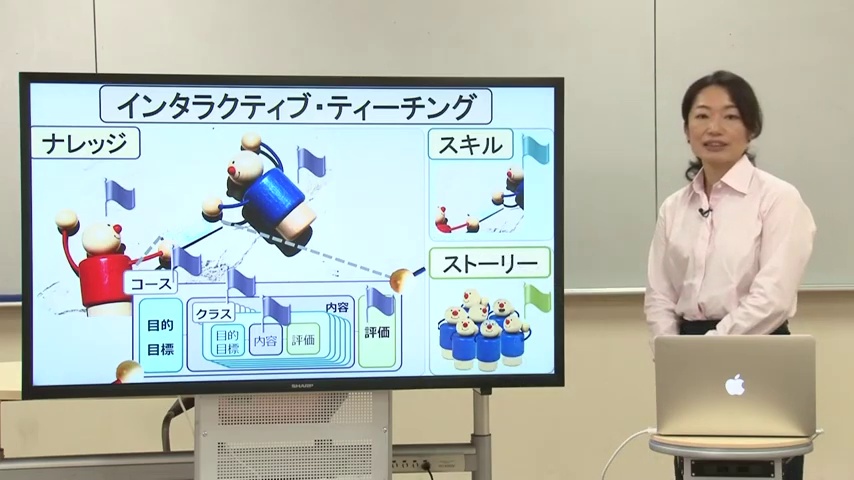 インタラクティブ・ティーチング
ナレッジ
スキル
ストーリー
コース
目的
目標
クラス
目的
目標
内容
評価
内容
評価
SHARP